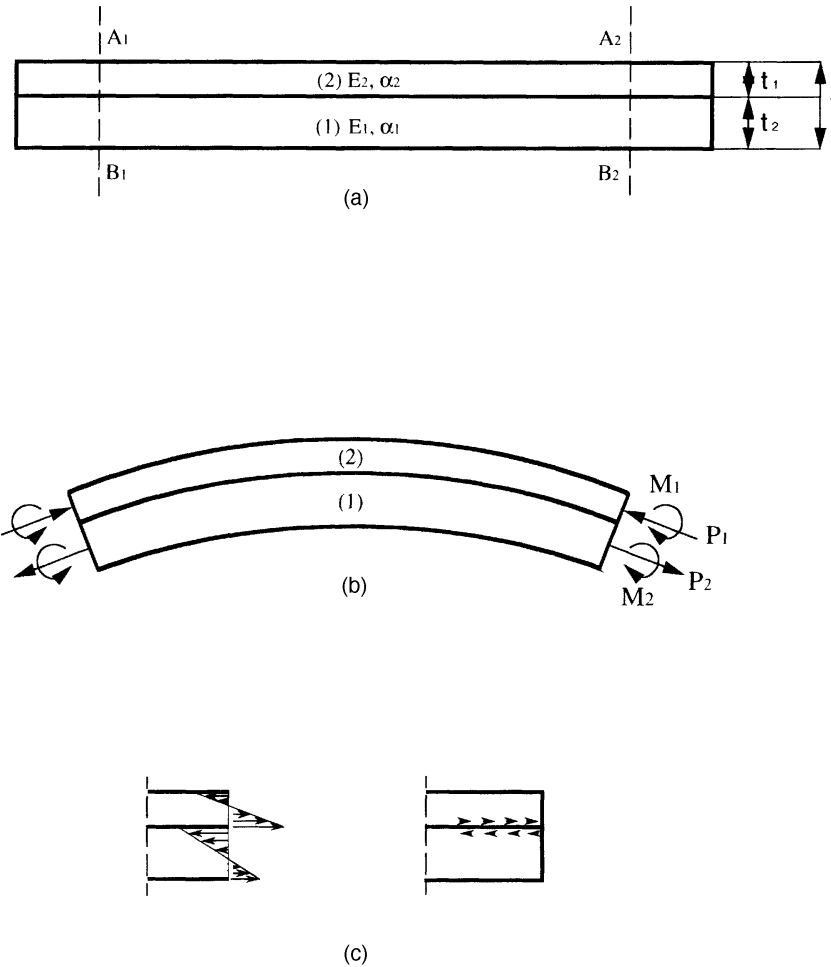 A1 A2
(2) E2, α2 t1
(1) E1, α1 t2
B1 B2
(a)
(2)
(1)
M1
P1
M2 P2
(b)
(c)